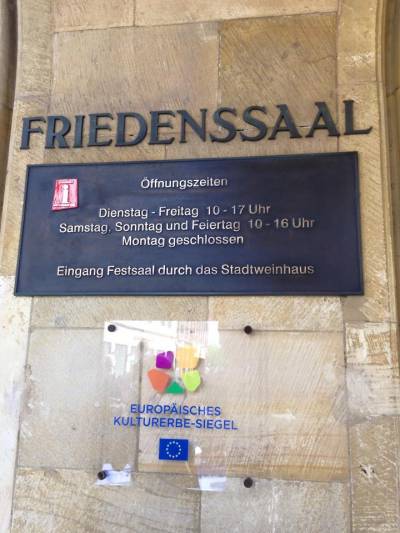 FRIEDENSSAAL
i
Öffnungszeiten
Dienstag - Freitag 10 - 17 Uhr
Samstag, Sonntag und Feiertag 10 - 16 Uhr
Montag geschlossen
Eingang Festsaal durch das Stadtweinhaus
EUROPÄISCHES
KULTURERBE-SIEGEL